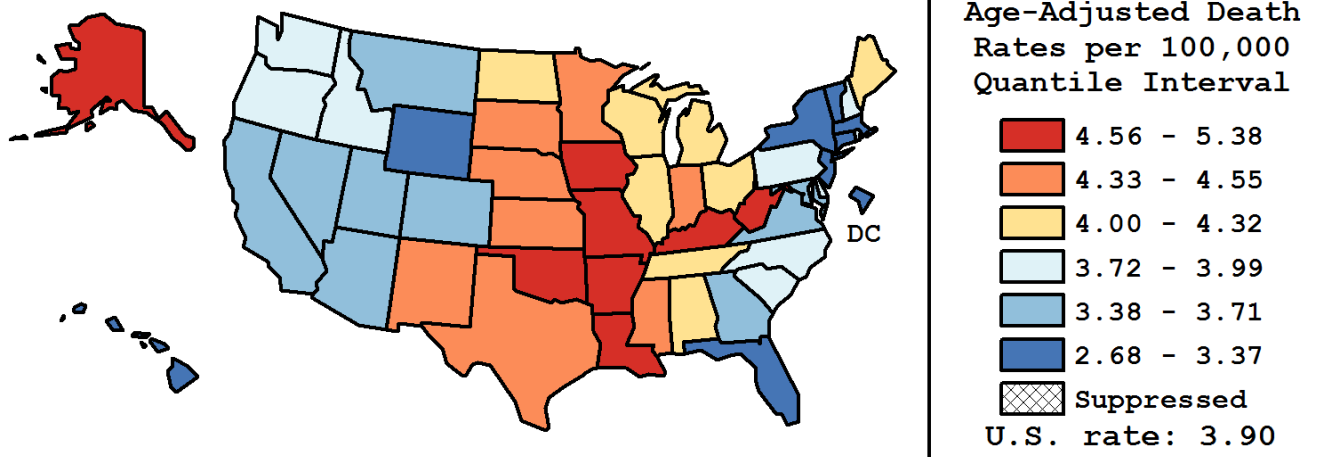 DC
Age-Adjusted Death
Rates per 100,000
Quantile Interval
4.56 - 5.38
4.33 - 4.55
4.00 - 4.32
3.72 - 3.99
3.38 - 3.71
2.68 - 3.37
Suppressed
U.S. rate: 3.90